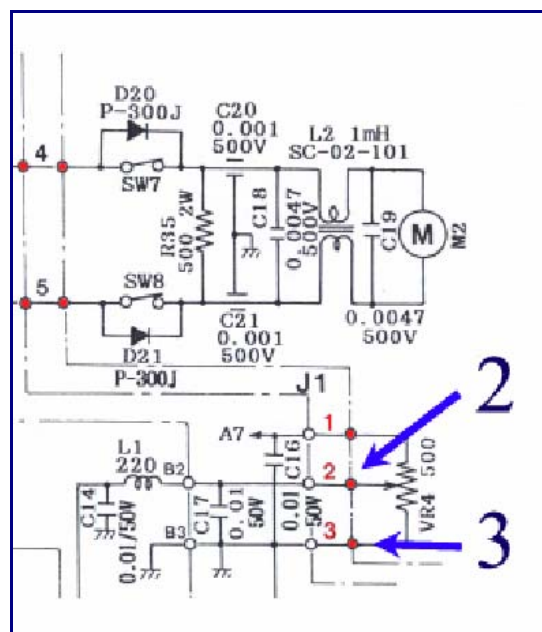 D20
P-300J
SW7
4
C20
0.001
500V
L2 1mH
SC-02-101
R35
500 2W
C18
0.0047
500V
C19
0.0047
500V
M
M2
5
SW8
D21
P-300J
C21
0.001
500V
J1
1
A7
C16
0.01
50V
2
2
L1
220
B2
C14
0.01/50W
C17
0.01
50V
B3
3
3
500
VR4